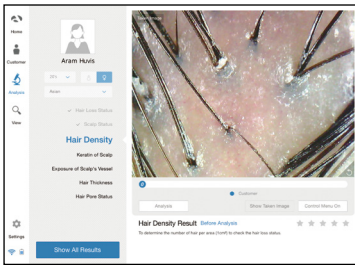 Home
Customer
Analysis
View
Settings
Aram Huvis
Asian
Hair Loss Status
Scalp Status
Hair Density
Keratin of Scalp
Exposure of Scalp's Vessel
Hair Thickness
Hair Pore Status
Show All Results
Customer
Analysis
Show Taken Image
Control Menu On
Hair Density Result Before Analysis
To determine the number of hair per area (1cm²) to check the hair loss status.